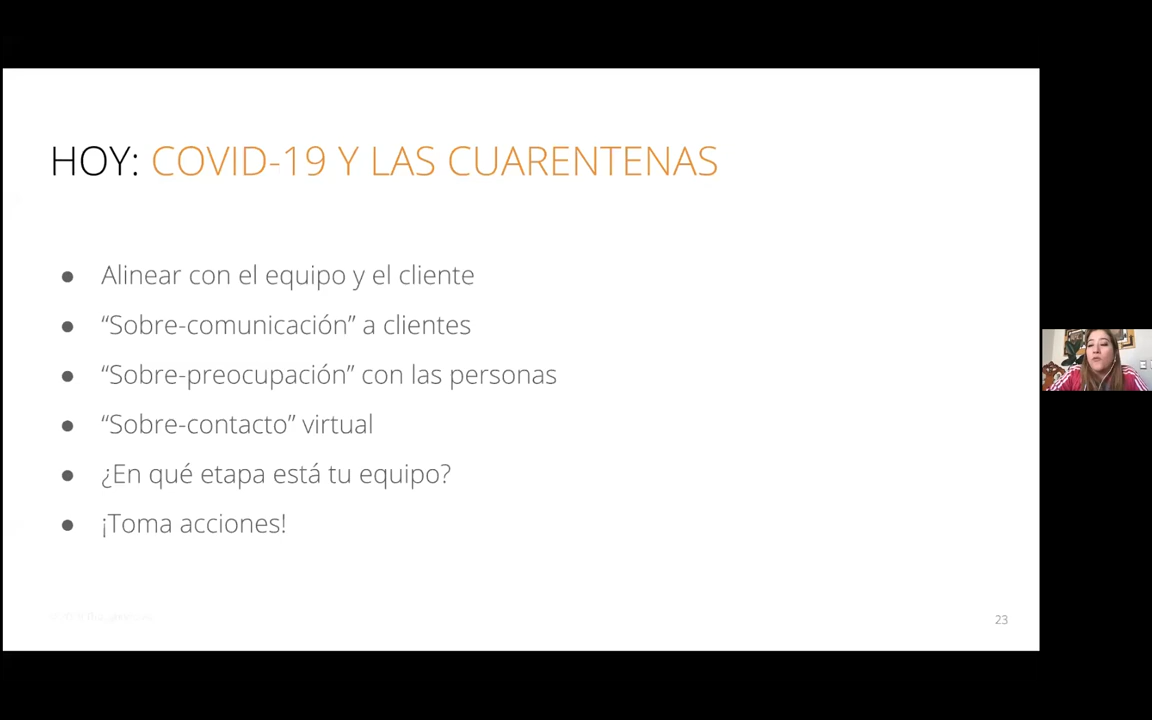 HOY: COVID-19 Y LAS CUARENTENAS
● Alinear con el equipo y el cliente
● “Sobre-comunicación” a clientes
● “Sobre-preocupación” con las personas
● “Sobre-contacto” virtual
● ¿En qué etapa está tu equipo?
● ¡Toma acciones!
23